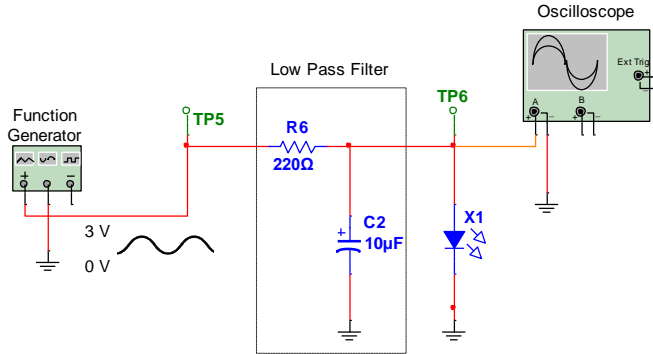 Oscilloscope
Ext Trig
A
B
Low Pass Filter
TP5
TP6
Function
Generator
R6
220Ω
3 V
0 V
C2
10µF
X1